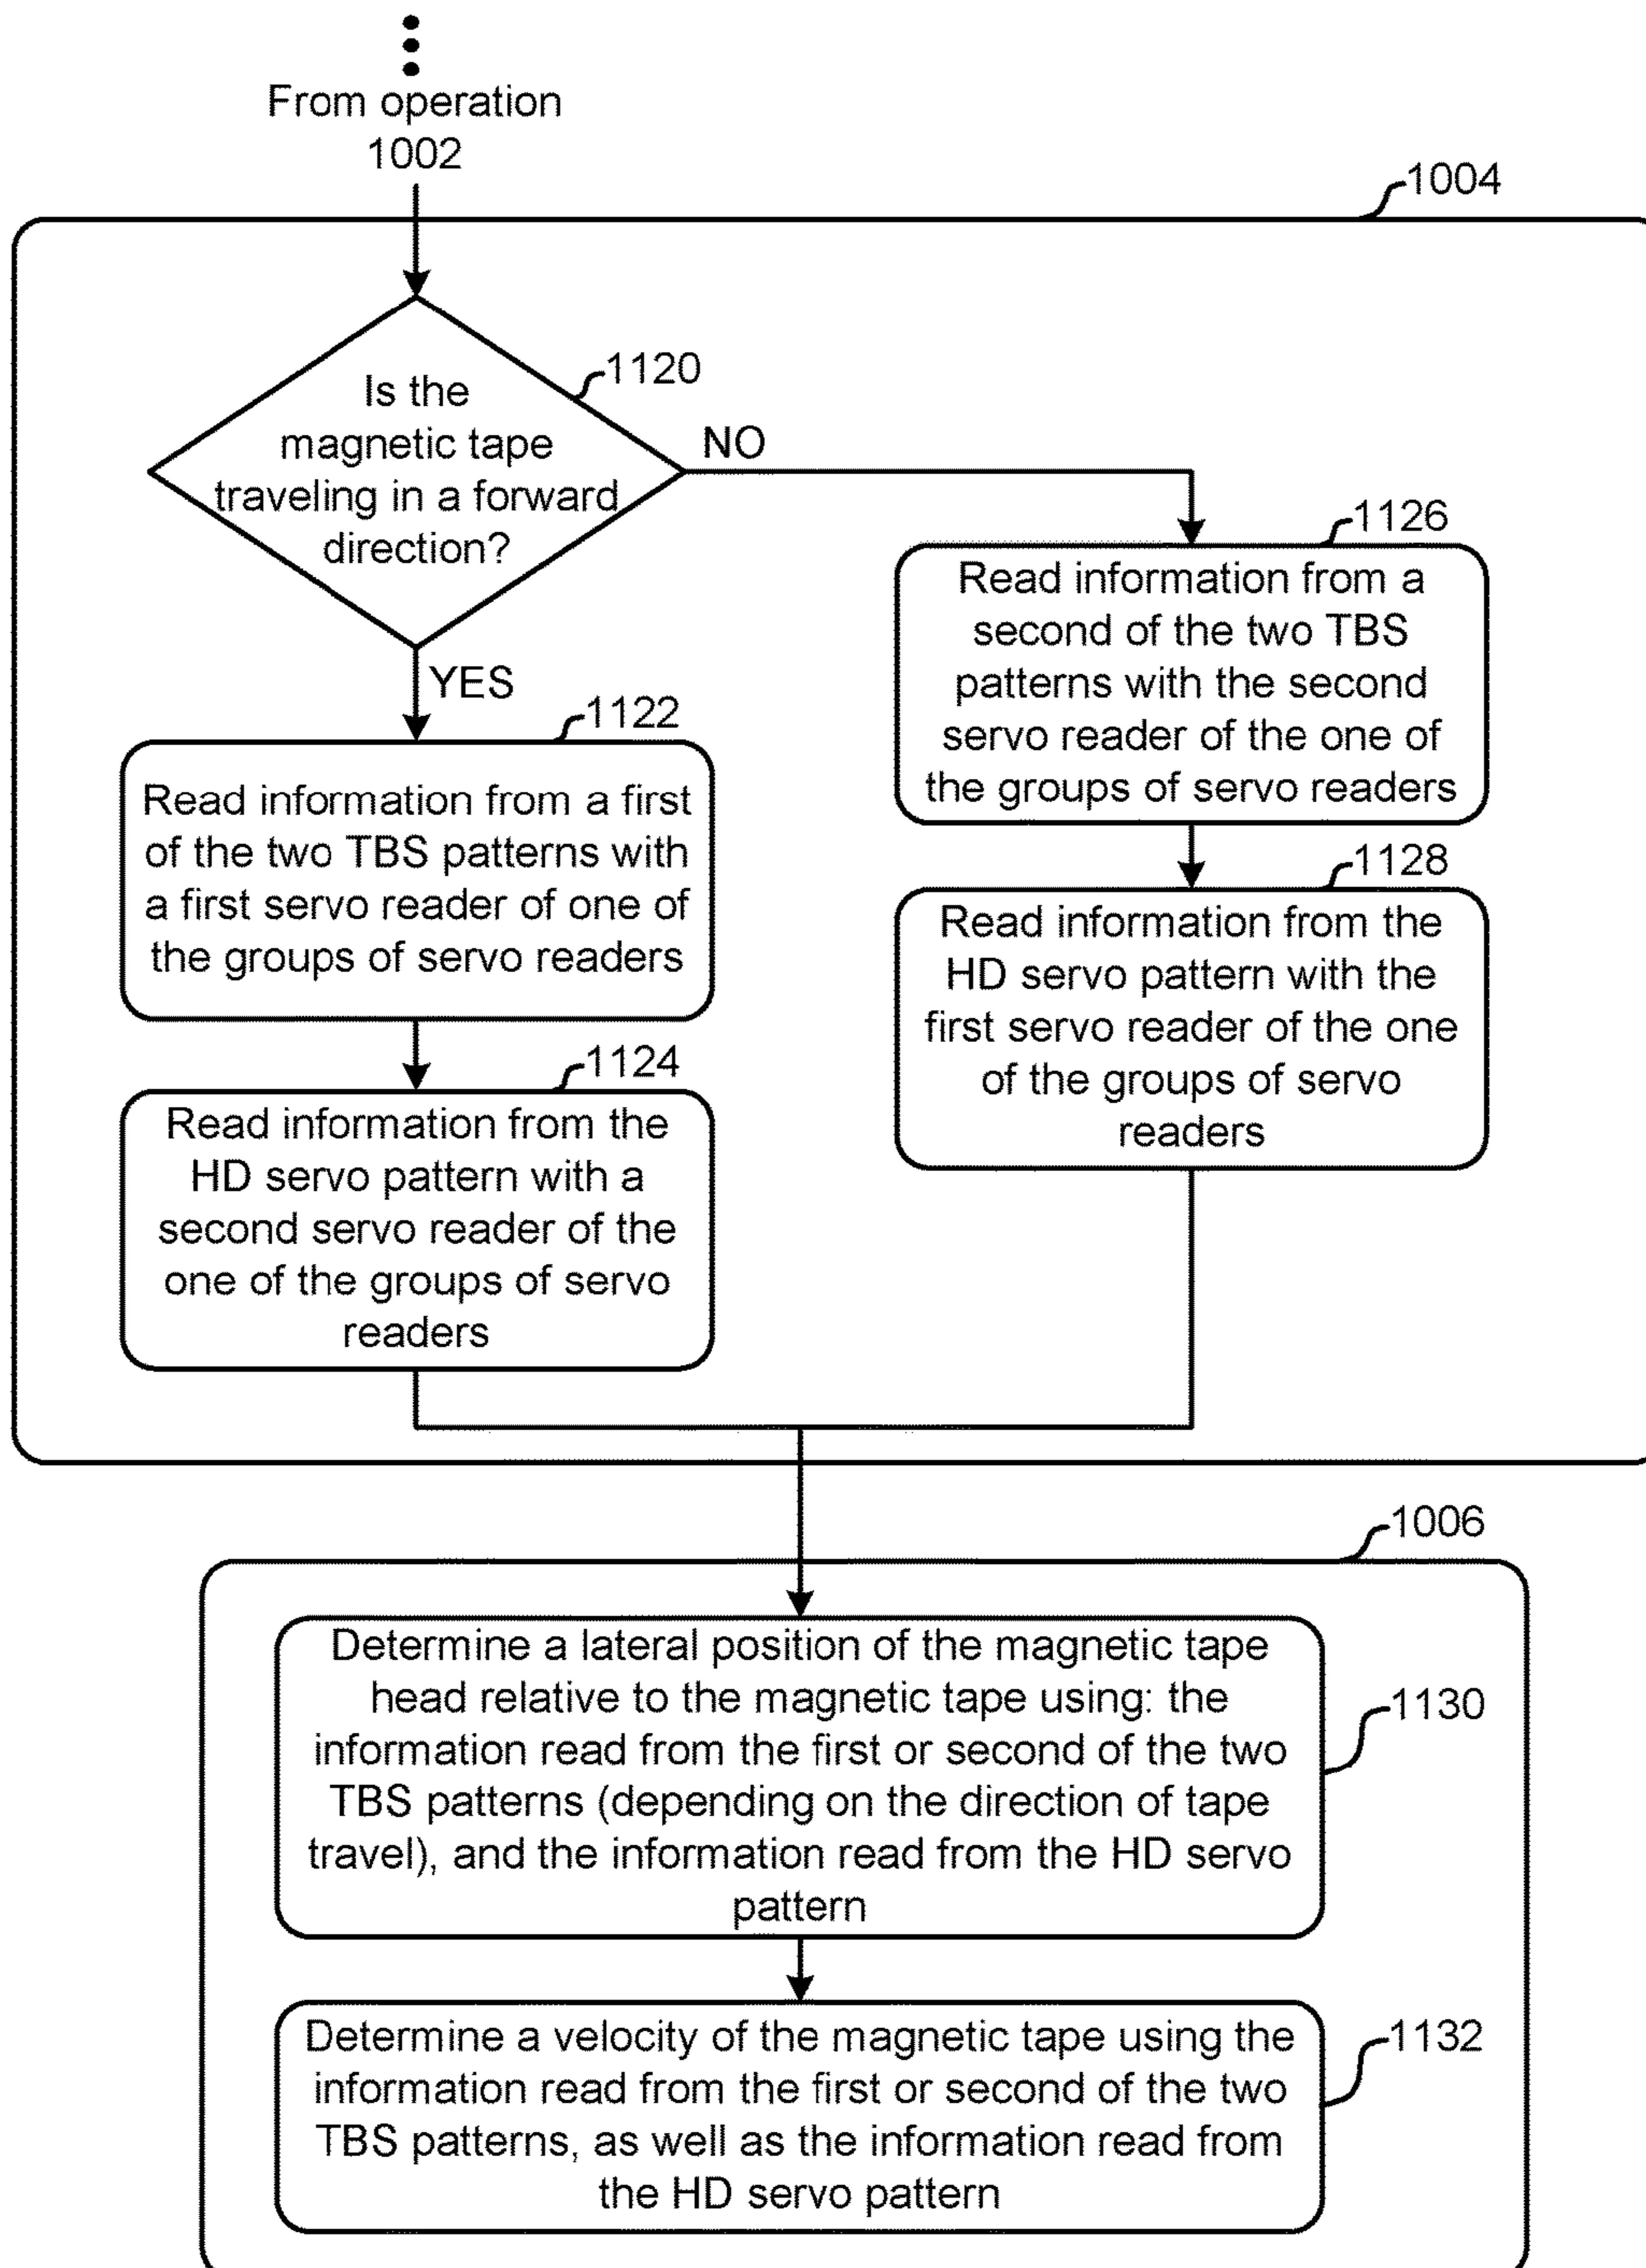 From operation
1002
1004
1120
Is the
magnetic tape
traveling in a forward
direction?
NO
YES
1122
Read information from a first
of the two TBS patterns with
a first servo reader of one of
the groups of servo readers
1124
Read information from the
HD servo pattern with a
second servo reader of the
one of the groups of servo
readers
1126
Read information from a
second of the two TBS
patterns with the second
servo reader of the one of
the groups of servo readers
1128
Read information from the
HD servo pattern with the
first servo reader of the one
of the groups of servo
readers
1006
Determine a lateral position of the magnetic tape
head relative to the magnetic tape using: the
information read from the first or second of the two
TBS patterns (depending on the direction of tape
travel), and the information read from the HD servo
pattern
1130
Determine a velocity of the magnetic tape using the
information read from the first or second of the two
TBS patterns, as well as the information read from
the HD servo pattern
1132